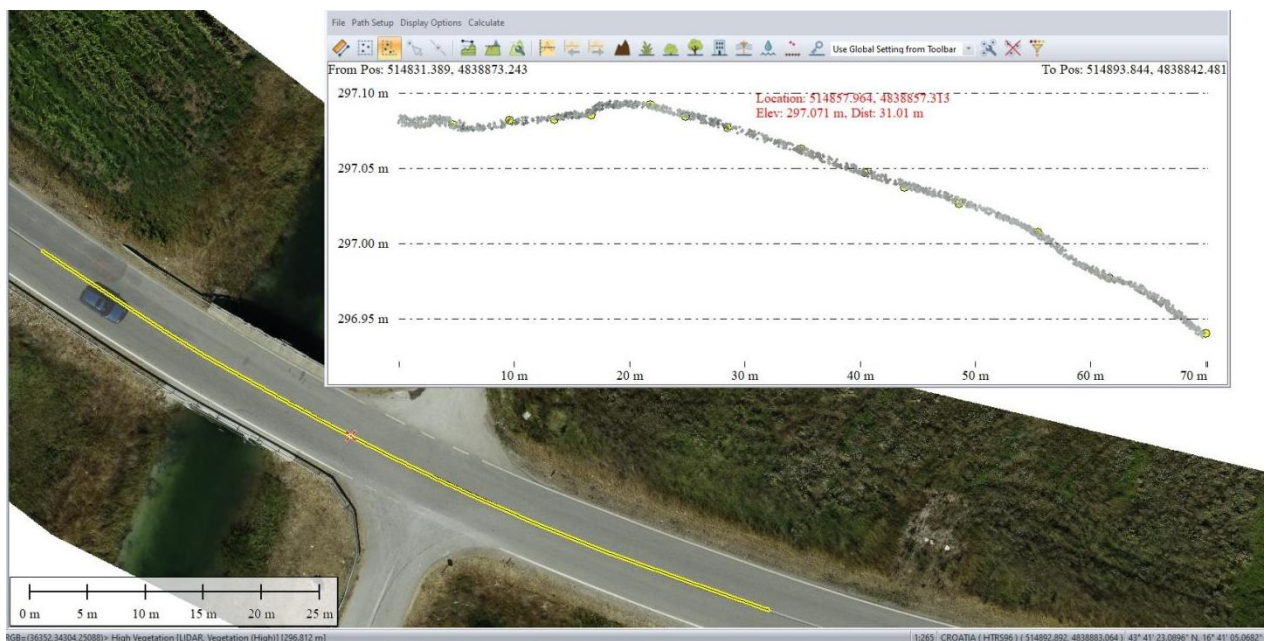 File Path Setup Display Options Calculate
Use Global Setting from Toolbar
From Pos: 514831.389, 4838873.243
To Pos: 514893.844, 4838842.481
297.10 m
Location: 514857.964, 4838857.313
Elev: 297.071 m, Dist: 31.01 m
297.05 m
297.00 m
296.95 m
10 m 20 m 30 m 40 m 50 m 60 m 70 m
0 m 5 m 10 m 15 m 20 m 25 m
RGB=(36352,34304,25088)> High Vegetation [LIDAR, Vegetation (High)] [296.812 m]
1:265 CROATIA ( HTRS96 ) ( 514892.892, 4838883.064 ) 43° 41' 23.0896" N, 16° 41' 05.0682"